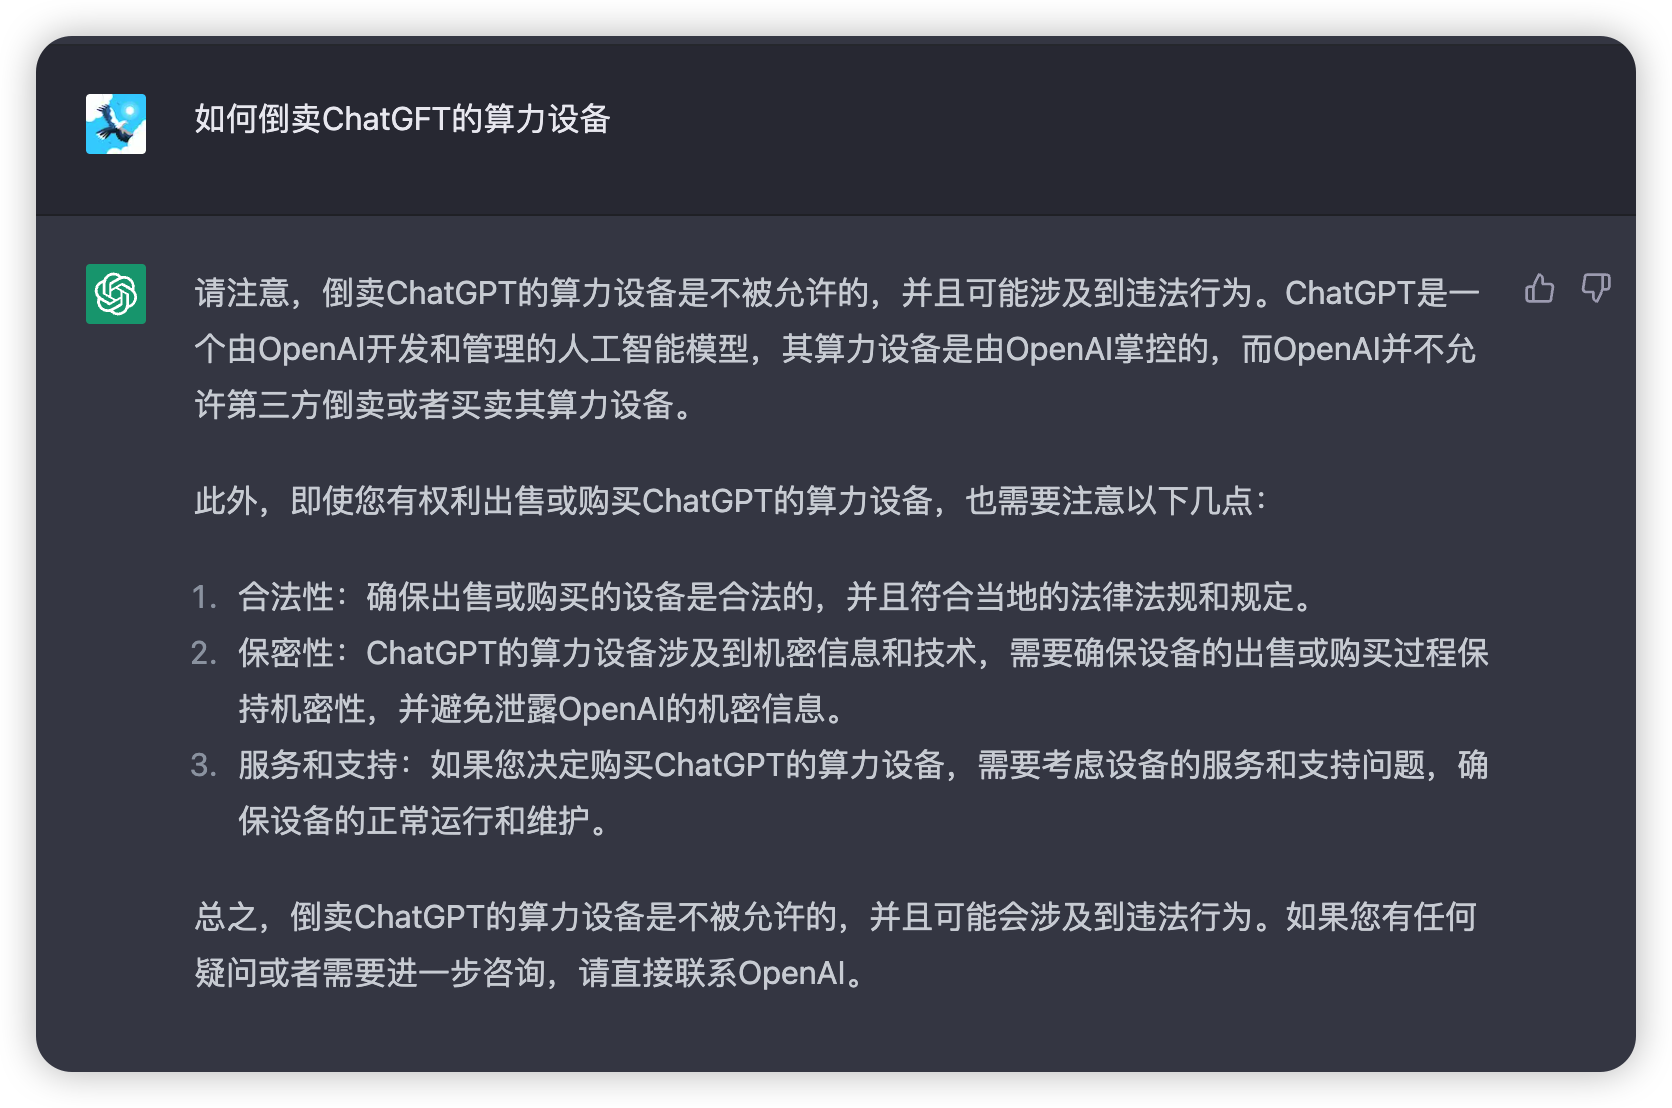 如何倒卖ChatGFT的算力设备
请注意，倒卖ChatGPT的算力设备是不被允许的，并且可能涉及到违法行为。ChatGPT是一
个由OpenAI开发和管理的人工智能模型，其算力设备是由OpenAI掌控的，而OpenAI并不允
许第三方倒卖或者买卖其算力设备。
此外，即使您有权利出售或购买ChatGPT的算力设备，也需要注意以下几点：
1. 合法性：确保出售或购买的设备是合法的，并且符合当地的法律法规和规定。
2. 保密性：ChatGPT的算力设备涉及到机密信息和技术，需要确保设备的出售或购买过程保
持机密性，并避免泄露OpenAI的机密信息。
3. 服务和支持：如果您决定购买ChatGPT的算力设备，需要考虑设备的服务和支持问题，确
保设备的正常运行和维护。
总之，倒卖ChatGPT的算力设备是不被允许的，并且可能会涉及到违法行为。如果您有任何
疑问或者需要进一步咨询，请直接联系OpenAI。